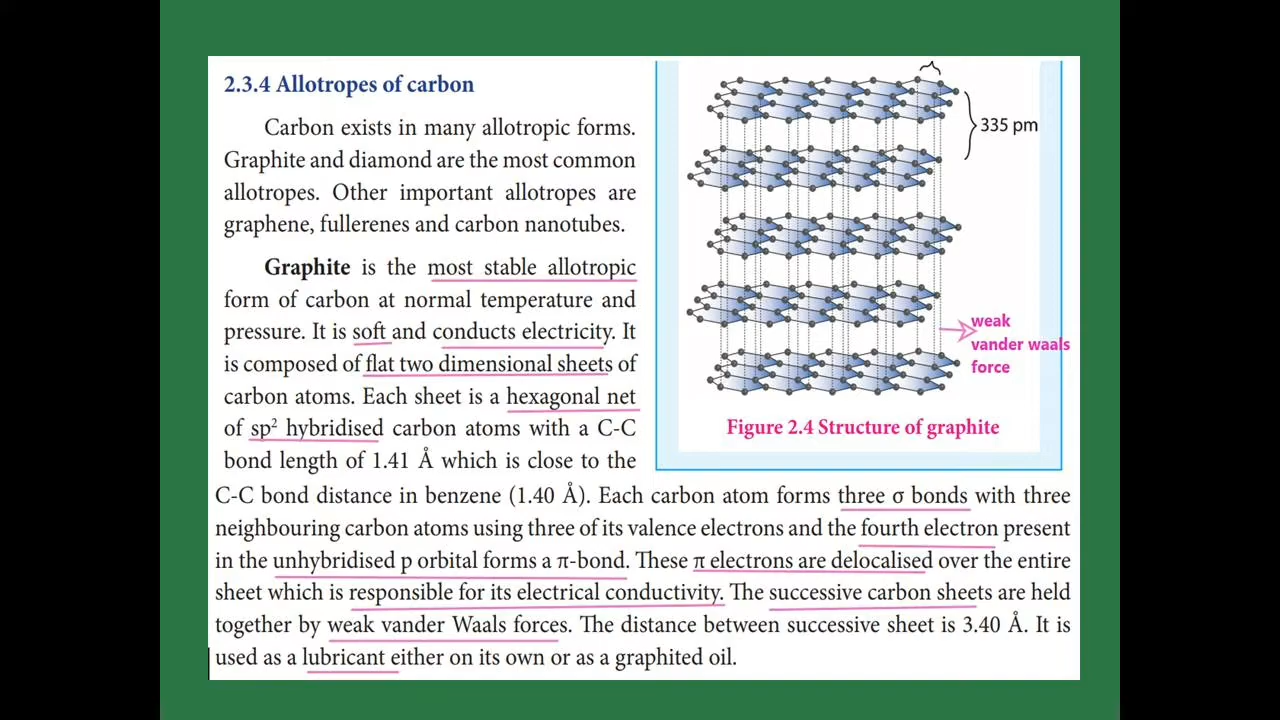 2.3.4 Allotropes of carbon
Carbon exists in many allotropic forms.
Graphite and diamond are the most common
allotropes. Other important allotropes are
graphene, fullerenes and carbon nanotubes.
Graphite is the most stable allotropic
form of carbon at normal temperature and
pressure. It is soft and conducts electricity. It
is composed of flat two dimensional sheets of
carbon atoms. Each sheet is a hexagonal net
of sp² hybridised carbon atoms with a C-C
bond length of 1.41 Å which is close to the
C-C bond distance in benzene (1.40 Å). Each carbon atom forms three σ bonds with three
neighbouring carbon atoms using three of its valence electrons and the fourth electron present
in the unhybridised p orbital forms a π-bond. These π electrons are delocalised over the entire
sheet which is responsible for its electrical conductivity. The successive carbon sheets are held
together by weak vander Waals forces. The distance between successive sheet is 3.40 Å. It is
used as a lubricant either on its own or as a graphited oil.
335 pm
weak
vander waals
force
Figure 2.4 Structure of graphite